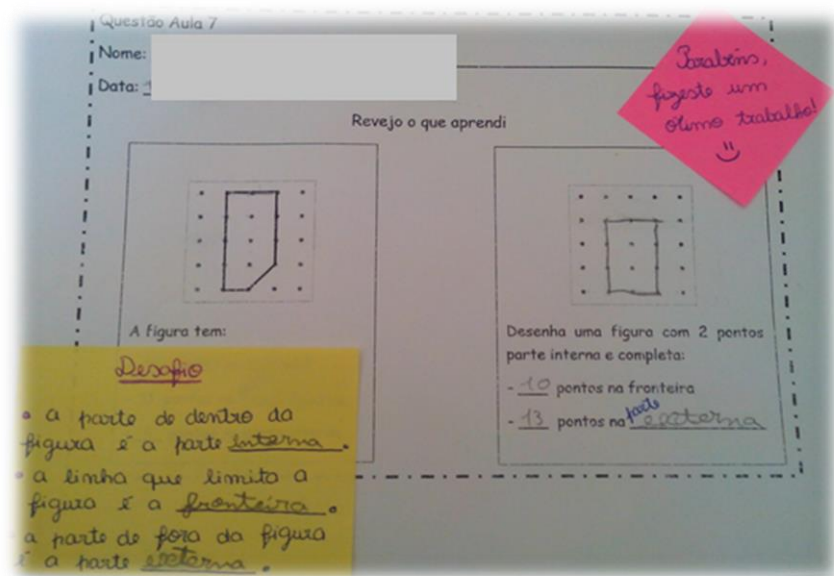 Questão Aula 7
Nome:
Data:
Parabéns,
fizeste um
ótimo trabalho!
Revejo o que aprendi
A figura tem:
Desafio
• a parte de dentro da
figura é a parte interna.
• a linha que limita a
figura é a fronteira.
a parte de fora da figura
é a parte externa.
Desenha uma figura com 2 pontos
parte interna e completa:
- 10 pontos na fronteira
- 13 pontos na parte externa